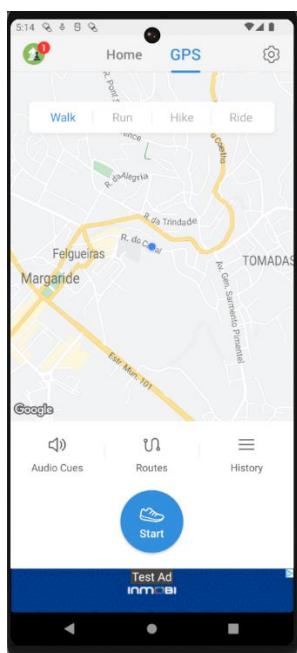 5:14
1
Home GPS
Walk Run Hike Ride
R. da Alegria
R. da Trindade
R. do Curral
Felgueiras
Margaride
TOMADAS
Av. Gen. Sarmento Pimentel
Estr. Mun. 101
Google
Audio Cues Routes History
Start
Test Ad
INMOBI